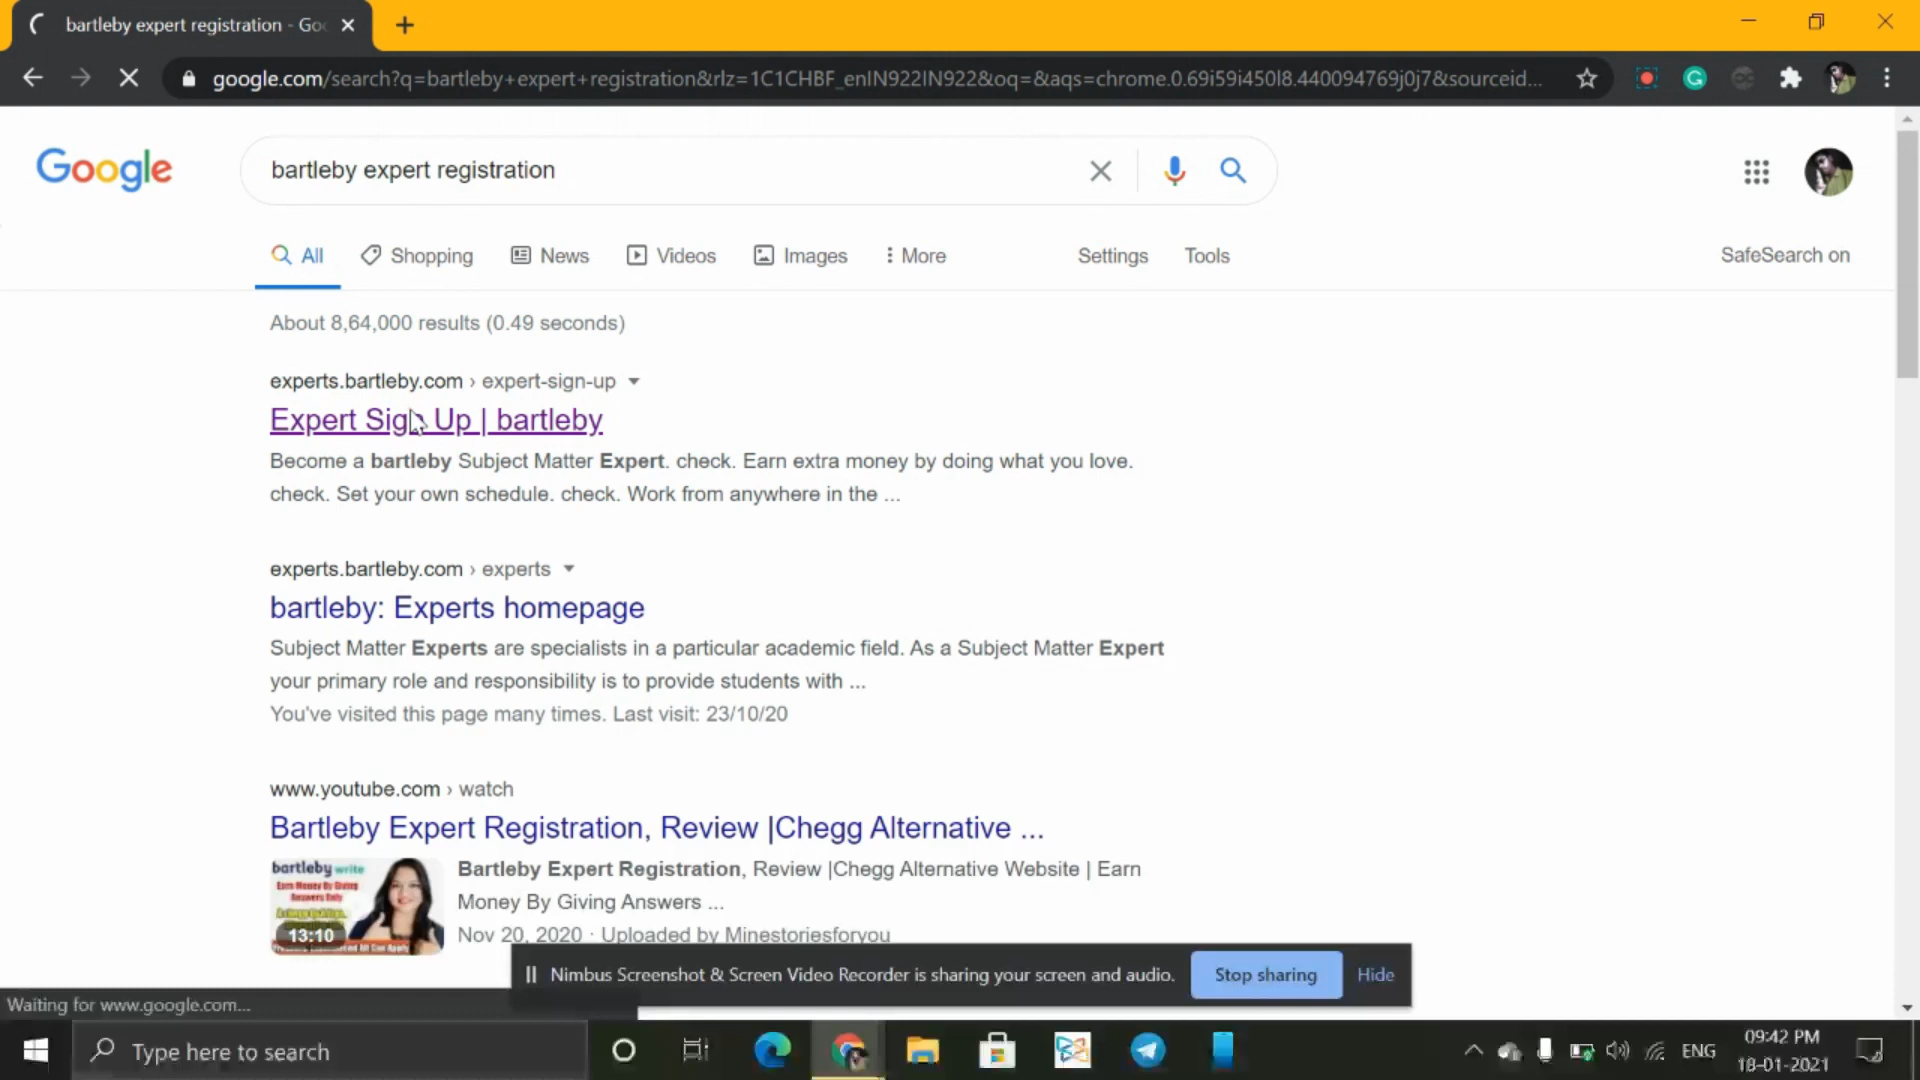 bartleby expert registration - Goo
google.com/search?q=bartleby+expert+registration&rlz=1C1CHBF_enIN922IN922&oq=&aqs=chrome.0.69i59i450l8.440094769j0j7&sourceid...
Google
bartleby expert registration
All Shopping News Videos Images More Settings Tools SafeSearch on
About 8,64,000 results (0.49 seconds)
experts.bartleby.com › expert-sign-up
Expert Sign Up | bartleby
Become a bartleby Subject Matter Expert. check. Earn extra money by doing what you love.
check. Set your own schedule. check. Work from anywhere in the ...
experts.bartleby.com › experts
bartleby: Experts homepage
Subject Matter Experts are specialists in a particular academic field. As a Subject Matter Expert
your primary role and responsibility is to provide students with ...
You've visited this page many times. Last visit: 23/10/20
www.youtube.com › watch
Bartleby Expert Registration, Review |Chegg Alternative ...
bartleby write
Earn Money By Giving
Answers Only
13:10
Bartleby Expert Registration, Review |Chegg Alternative Website | Earn
Money By Giving Answers ...
Nov 20, 2020 · Uploaded by Minestoriesforyou
Nimbus Screenshot & Screen Video Recorder is sharing your screen and audio. Stop sharing Hide
Waiting for www.google.com...
Type here to search
ENG
09:42 PM
18-01-2021